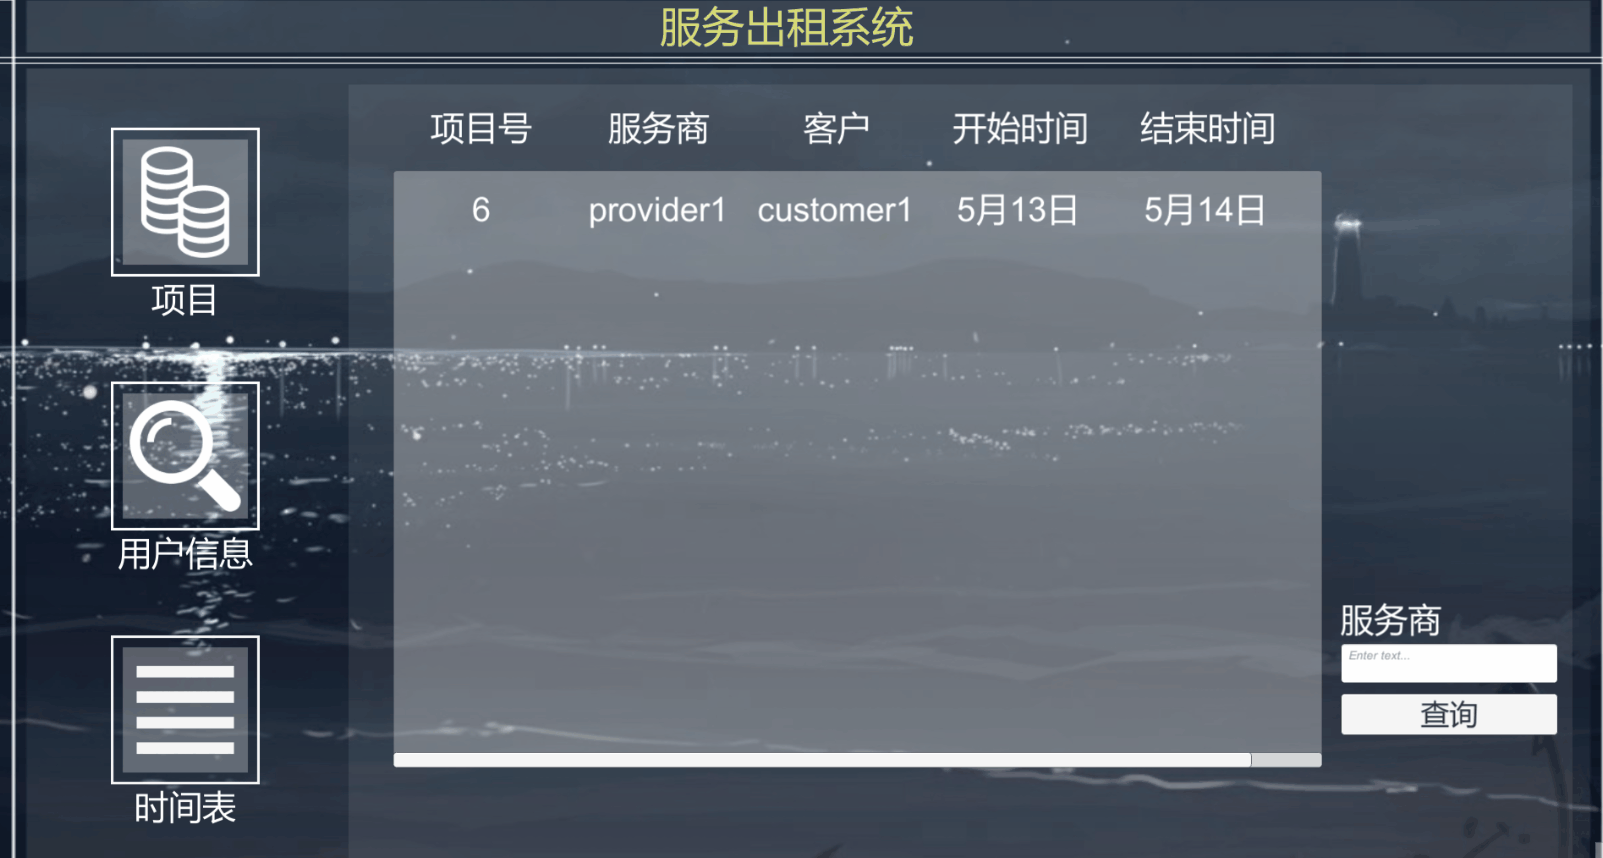 服务出租系统
项目号 服务商 客户 开始时间 结束时间
6 provider1 customer1 5月13日 5月14日
项目
用户信息
时间表
服务商
Enter text...
查询